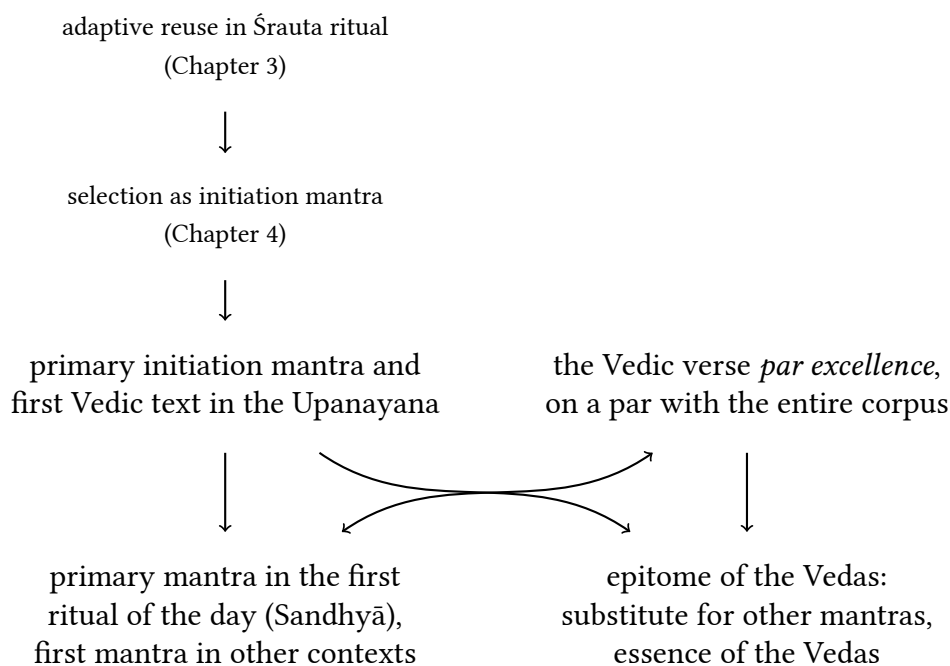 adaptive reuse in Śrauta ritual
(Chapter 3)
selection as initiation mantra
(Chapter 4)
primary initiation mantra and
first Vedic text in the Upanayana
the Vedic verse par excellence,
on a par with the entire corpus
primary mantra in the first
ritual of the day (Sandhyā),
first mantra in other contexts
epitome of the Vedas:
substitute for other mantras,
essence of the Vedas